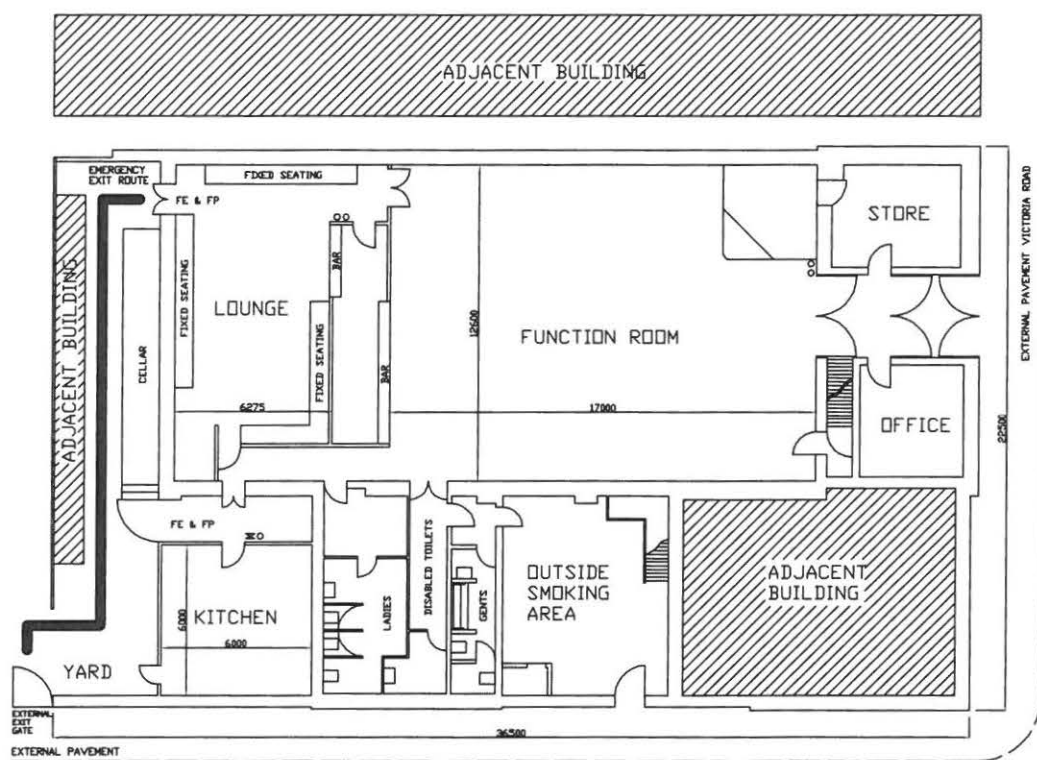 ADJACENT BUILDING
EMERGENCY
EXIT ROUTE
FE & FP
FIXED SEATING
STORE
EXTERNAL PAVEMENT VICTORIA ROAD
ADJACENT BUILDING
CELLAR
FIXED SEATING
LOUNGE
BAR
FIXED SEATING
BAR
12600
FUNCTION ROOM
6275
17000
OFFICE
22500
FE & FP
KITCHEN
6000
6000
LADIES
DISABLED TOILETS
GENTS
OUTSIDE
SMOKING
AREA
ADJACENT
BUILDING
YARD
EXTERNAL
EXIT
GATE
36500
EXTERNAL PAVEMENT